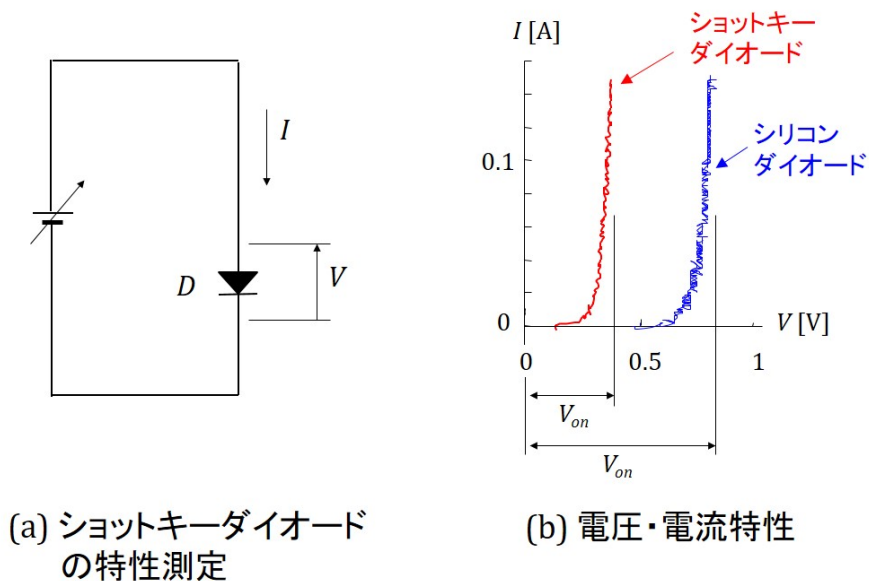 I
D
V
(a) ショットキーダイオード
の特性測定
I [A]
ショットキー
ダイオード
シリコン
ダイオード
0.1
0
V [V]
0
0.5
1
Von
Von
(b) 電圧・電流特性